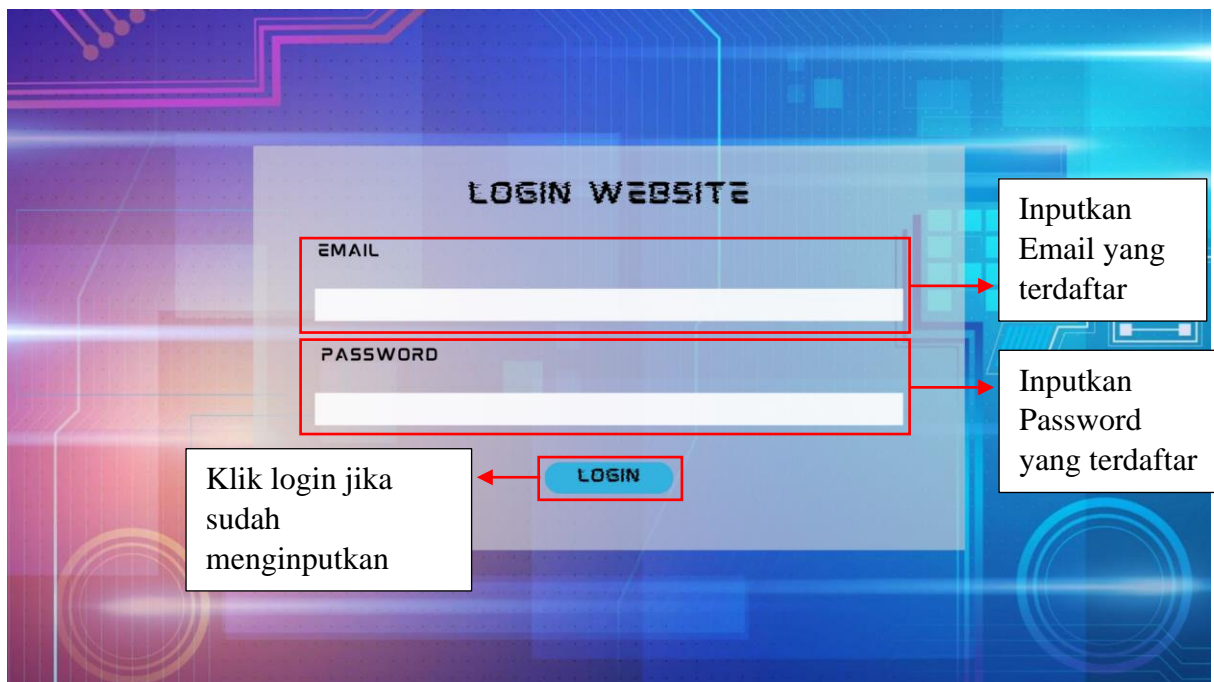 LOGIN WEBSITE
EMAIL
Inputkan
Email yang
terdaftar
PASSWORD
Inputkan
Password
yang terdaftar
LOGIN
Klik login jika
sudah
menginputkan